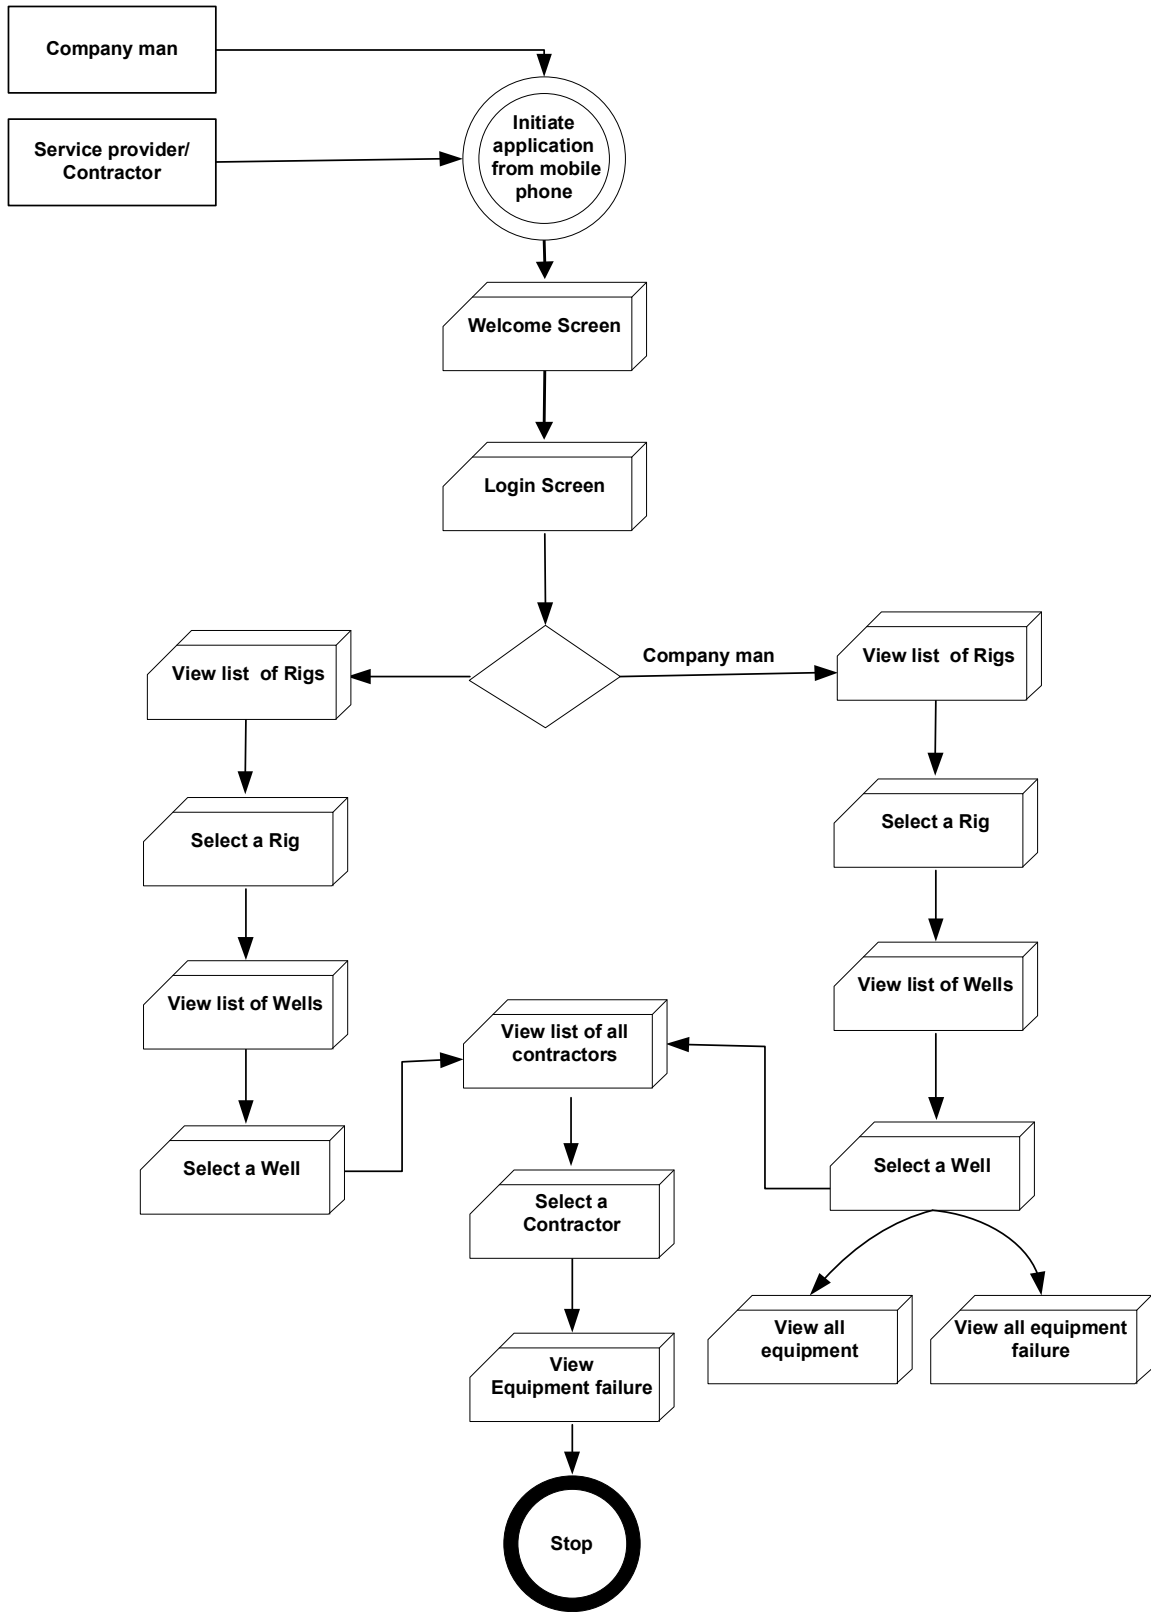 Company man
Service provider/
Contractor
Initiate
application
from mobile
phone
Welcome Screen
Login Screen
Company man
View list of Rigs
View list of Rigs
Select a Rig
Select a Rig
View list of Wells
View list of Wells
View list of all
contractors
Select a Well
Select a Well
Select a
Contractor
View all
equipment
View all equipment
failure
View
Equipment failure
Stop